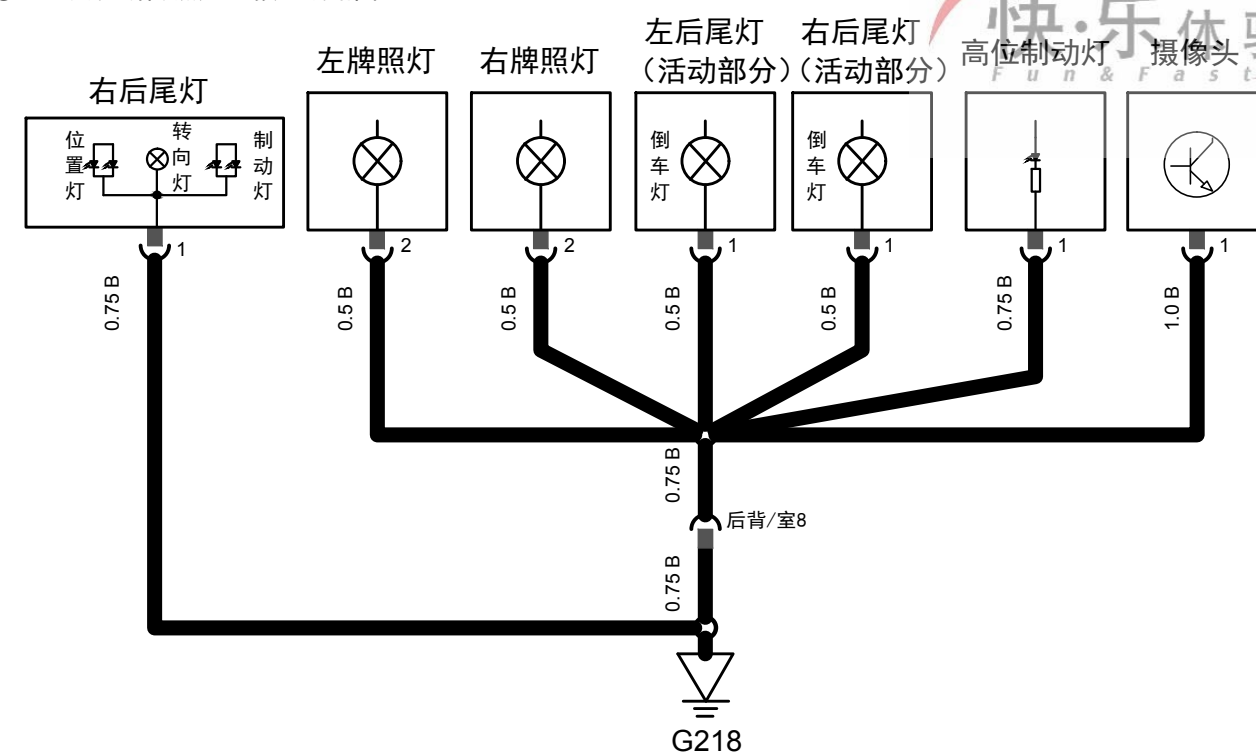 快·乐体
Fun & Fast
右后尾灯
左牌照灯
右牌照灯
左后尾灯
（活动部分）
右后尾灯
（活动部分）
高位制动灯
摄像头
位置灯
转向灯
制动灯
倒车灯
倒车灯
1
2
2
1
1
1
1
0.75 B
0.5 B
0.5 B
0.5 B
0.5 B
0.75 B
1.0 B
0.75 B
后背/室8
0.75 B
G218